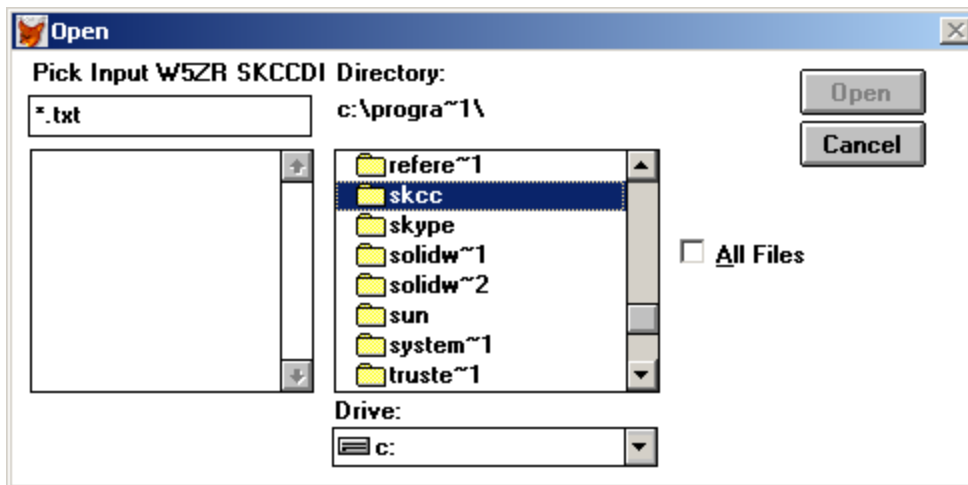 Open
Pick Input W5ZR SKCCDI Directory:
*.txt
c:\progra~1\
Open
Cancel
refere~1
skcc
skype
solidw~1
solidw~2
sun
system~1
truste~1
All Files
Drive:
c: